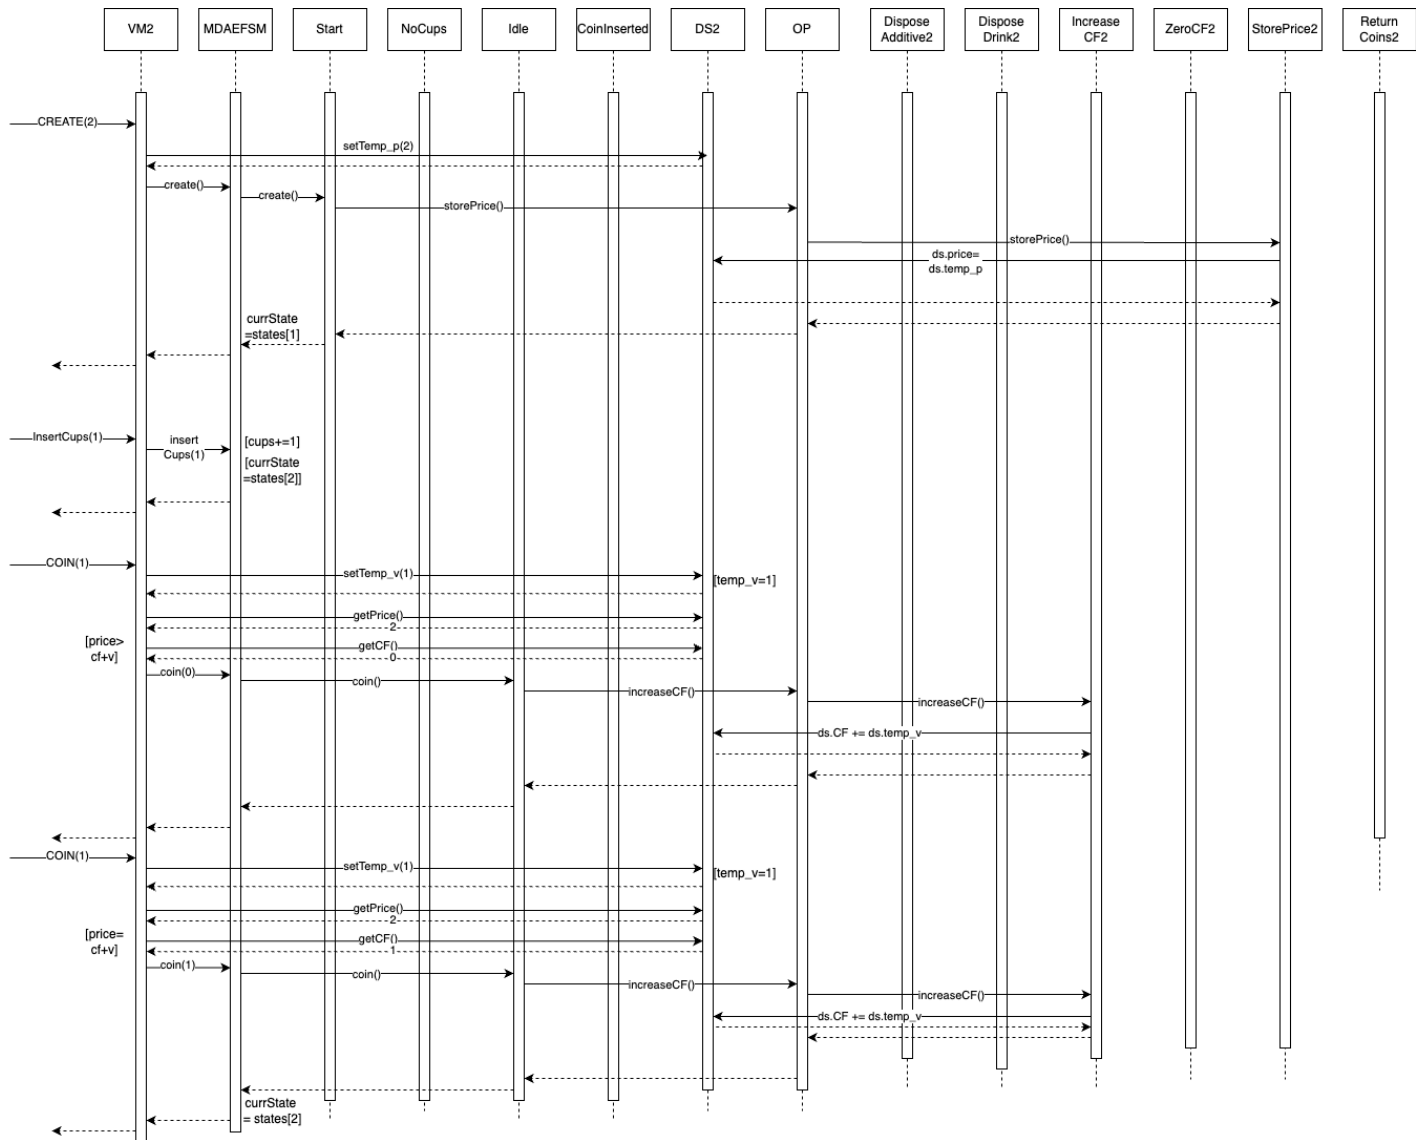 VM2
MDAEFSM
Start
NoCups
Idle
CoinInserted
DS2
OP
Dispose
Additive2
Dispose
Drink2
Increase
CF2
ZeroCF2
StorePrice2
Return
Coins2
CREATE(2)
setTemp_p(2)
create()
create()
storePrice()
storePrice()
ds.price=
ds.temp_p
currState
=states[1]
InsertCups(1)
insert
Cups(1)
[cups+=1]
[currState
=states[2]]
COIN(1)
setTemp_v(1)
[temp_v=1]
getPrice()
2
[price>
cf+v]
getCF()
0
coin(0)
coin()
increaseCF()
increaseCF()
ds.CF += ds.temp_v
COIN(1)
setTemp_v(1)
[temp_v=1]
getPrice()
2
[price=
cf+v]
getCF()
1
coin(1)
coin()
increaseCF()
increaseCF()
ds.CF += ds.temp_v
currState
= states[2]